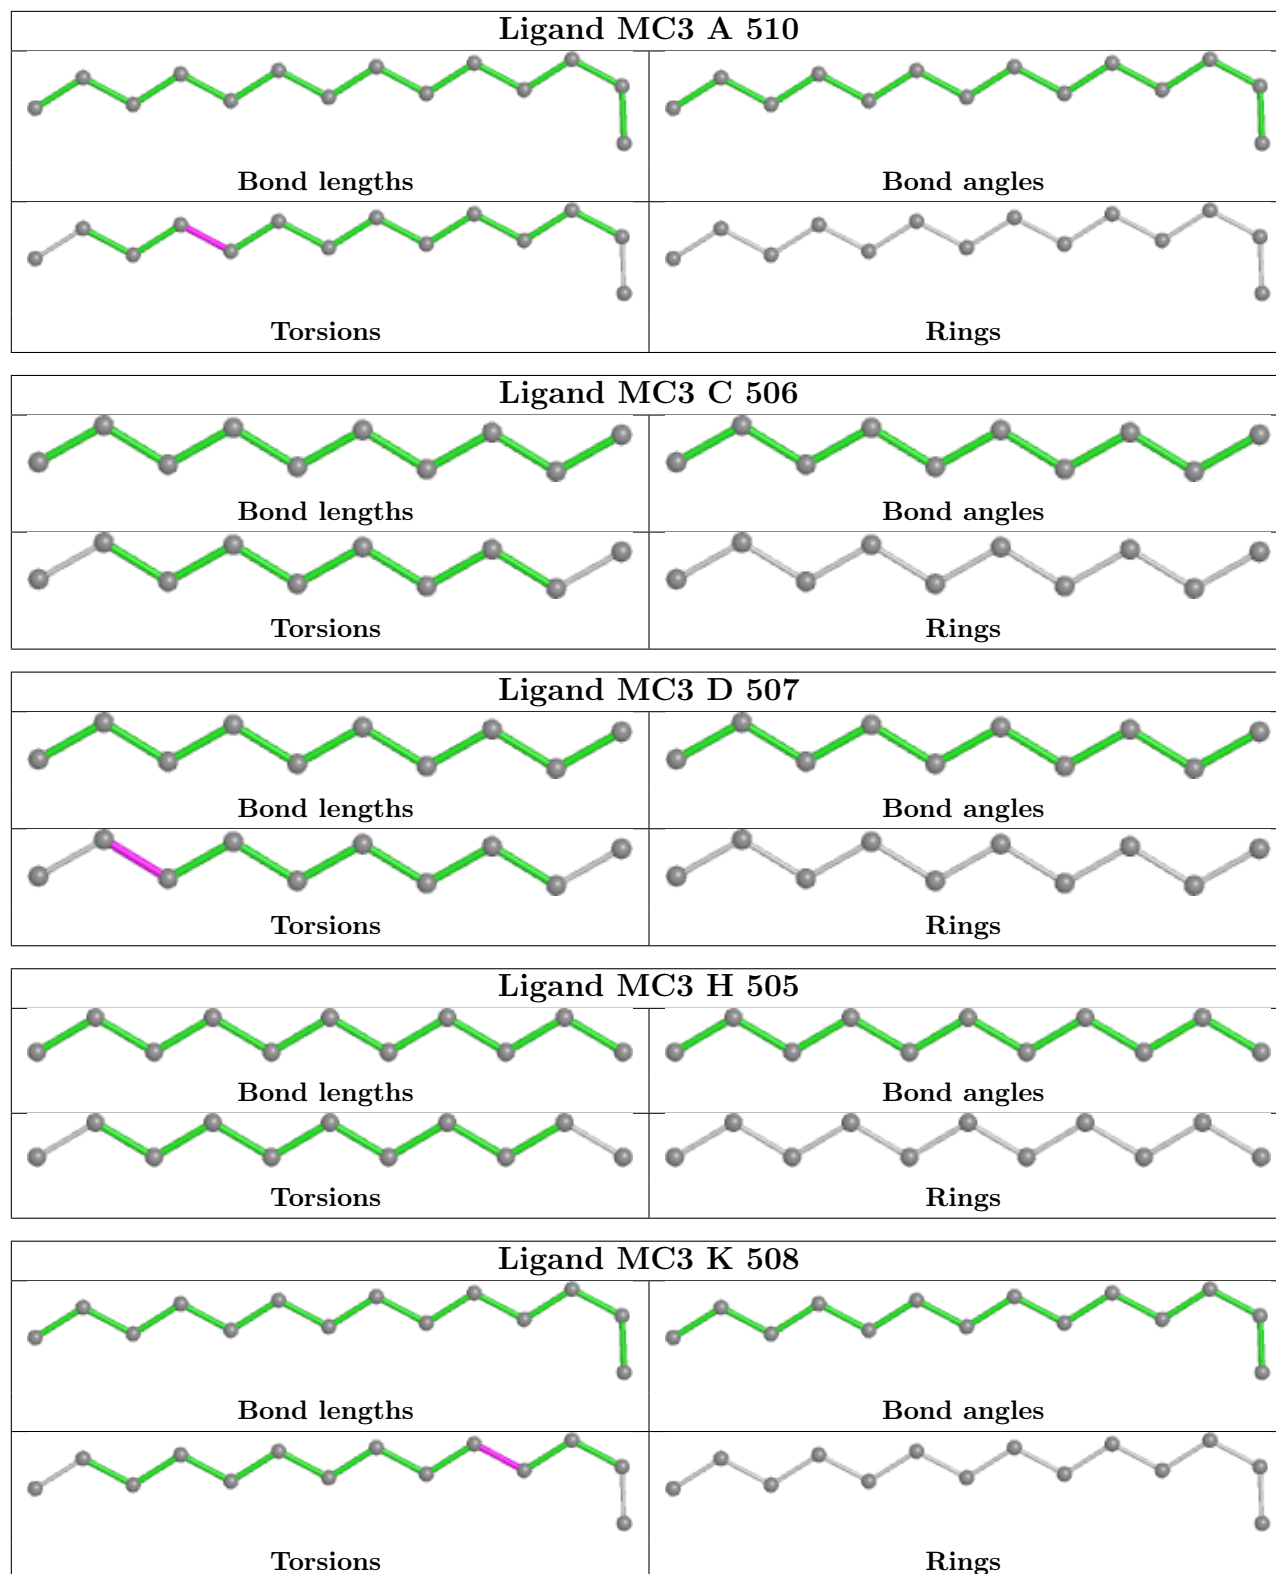 Ligand MC3 A 510
Bond lengths Bond angles
Torsions Rings
Ligand MC3 C 506
Bond lengths Bond angles
Torsions Rings
Ligand MC3 D 507
Bond lengths Bond angles
Torsions Rings
Ligand MC3 H 505
Bond lengths Bond angles
Torsions Rings
Ligand MC3 K 508
Bond lengths Bond angles
Torsions Rings